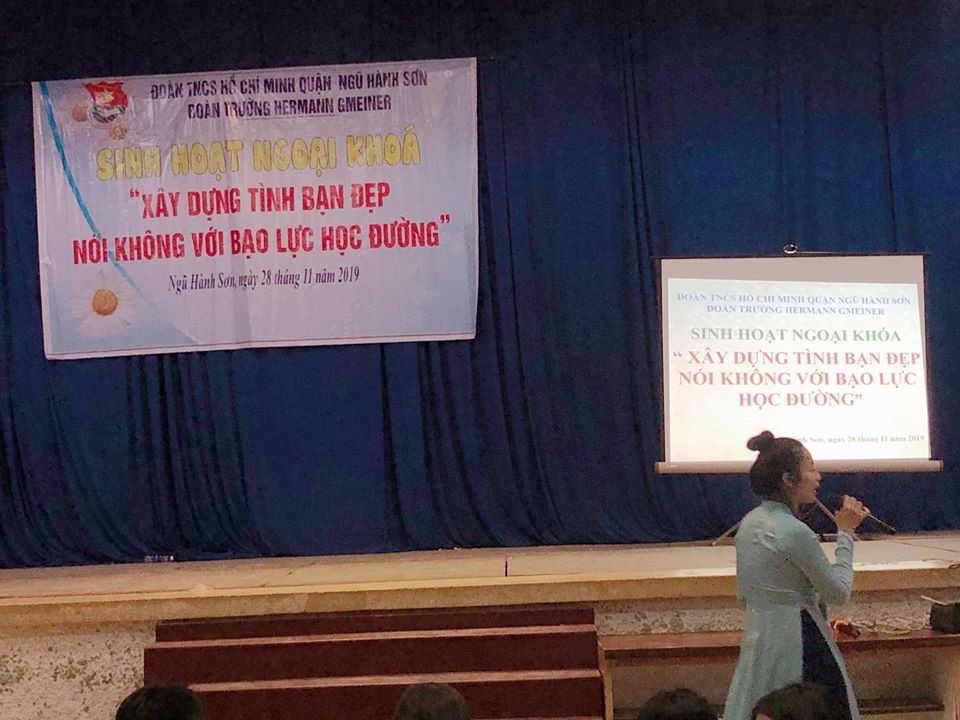 ĐOÀN TNCS HỒ CHÍ MINH QUẬN NGŨ HÀNH SƠN
ĐOÀN TRƯỜNG HERMANN GMEINER
SINH HOẠT NGOẠI KHOÁ
“XÂY DỰNG TÌNH BẠN ĐẸP
NÓI KHÔNG VỚI BẠO LỰC HỌC ĐƯỜNG”
Ngũ Hành Sơn, ngày 28 tháng 11 năm 2019
ĐOÀN TNCS HỒ CHÍ MINH QUẬN NGŨ HÀNH SƠN
ĐOÀN TRƯỜNG HERMANN GMEINER
SINH HOẠT NGOẠI KHÓA
“ XÂY DỰNG TÌNH BẠN ĐẸP
NÓI KHÔNG VỚI BẠO LỰC
HỌC ĐƯỜNG”
Sơn, ngày 28 tháng 11 năm 2019